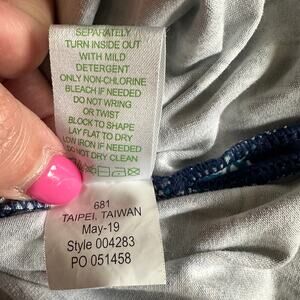 SEPARATELY
TURN INSIDE OUT
WITH MILD
DETERGENT
ONLY NON-CHLORINE
BLEACH IF NEEDED
DO NOT WRING
OR TWIST
BLOCK TO SHAPE
LAY FLAT TO DRY
LOW IRON IF NEEDED
DO NOT DRY CLEAN
681
TAIPEI, TAIWAN
May-19
Style 004283
PO 051458